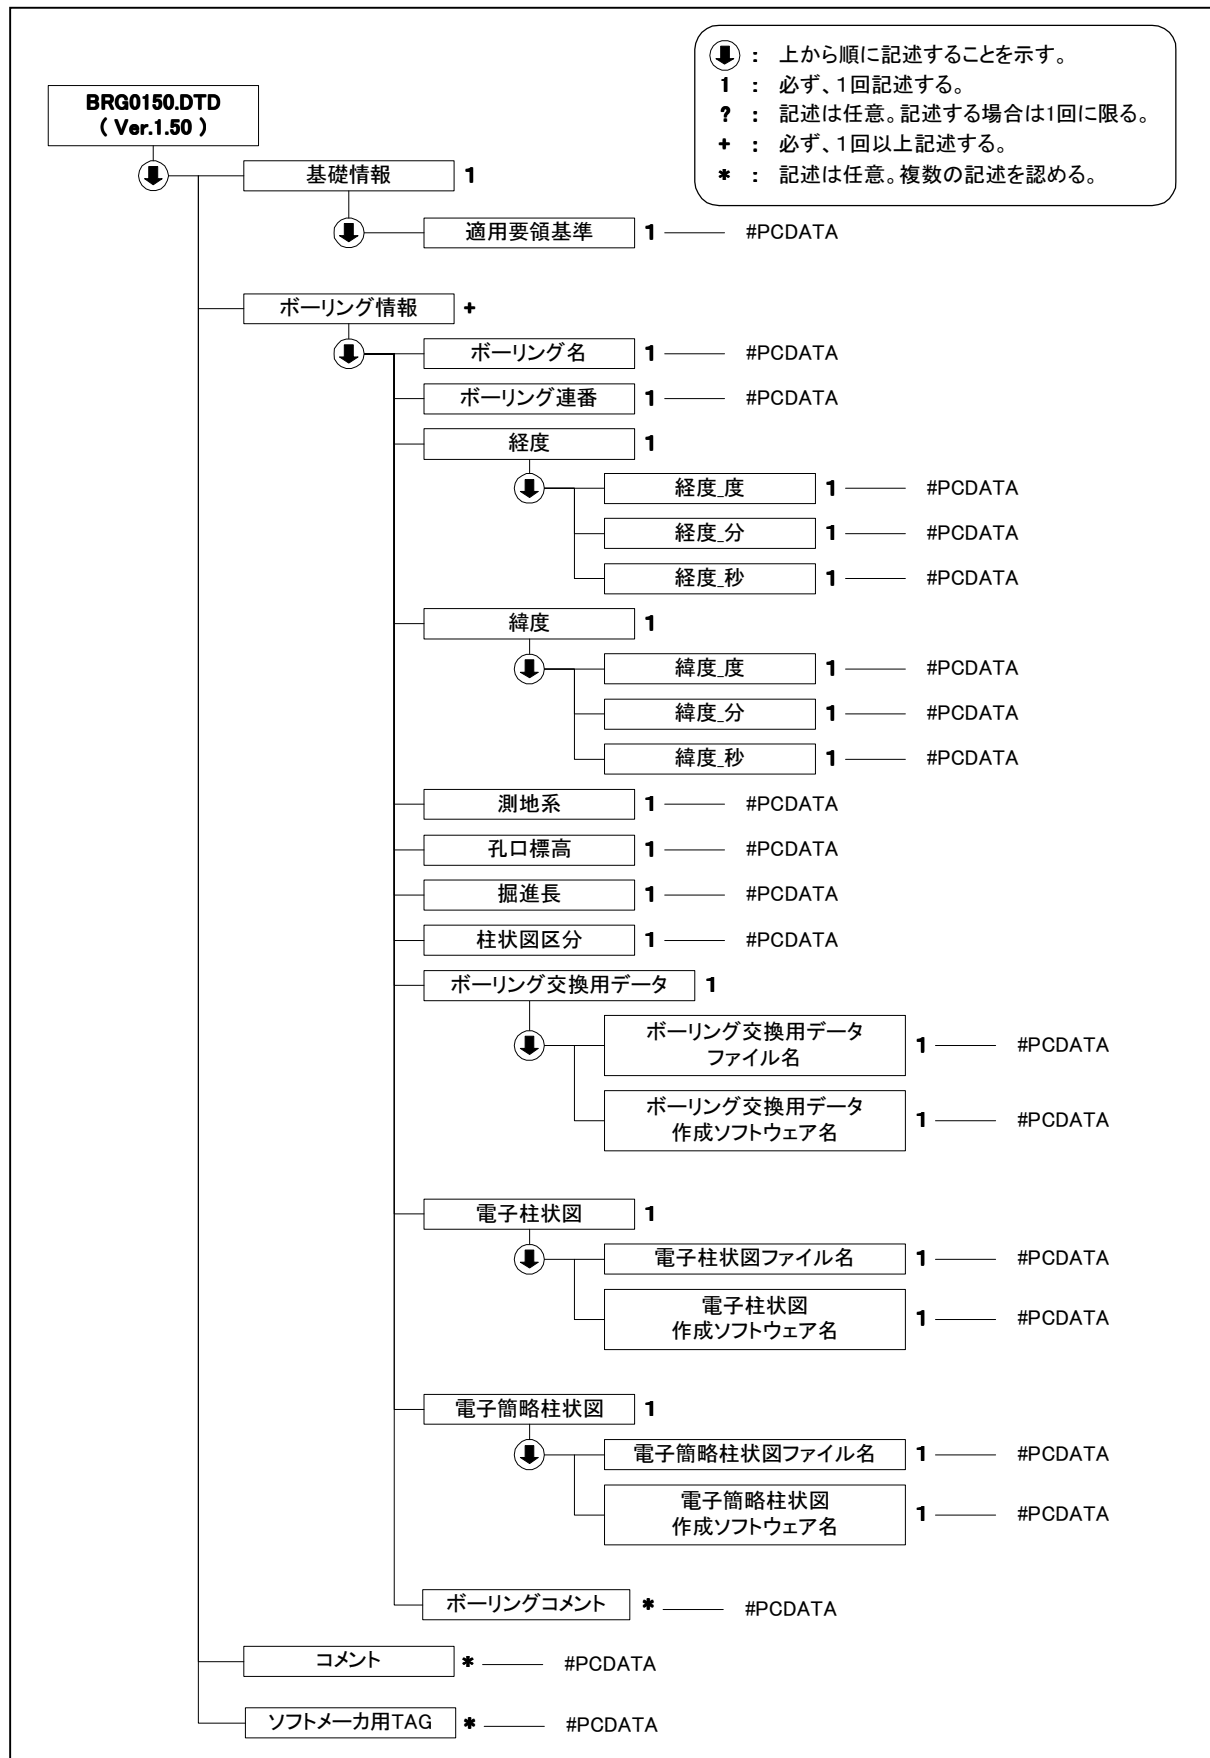 : 上から順に記述することを示す。
1 : 必ず、1回記述する。
? : 記述は任意。記述する場合は1回に限る。
+ : 必ず、1回以上記述する。
* : 記述は任意。複数の記述を認める。
BRG0150.DTD
( Ver.1.50 )
基礎情報 1
適用要領基準 1 #PCDATA
ボーリング情報 +
ボーリング名 1 #PCDATA
ボーリング連番 1 #PCDATA
経度 1
経度_度 1 #PCDATA
経度_分 1 #PCDATA
経度_秒 1 #PCDATA
緯度 1
緯度_度 1 #PCDATA
緯度_分 1 #PCDATA
緯度_秒 1 #PCDATA
測地系 1 #PCDATA
孔口標高 1 #PCDATA
掘進長 1 #PCDATA
柱状図区分 1 #PCDATA
ボーリング交換用データ 1
ボーリング交換用データ
ファイル名 1 #PCDATA
ボーリング交換用データ
作成ソフトウェア名 1 #PCDATA
電子柱状図 1
電子柱状図ファイル名 1 #PCDATA
電子柱状図
作成ソフトウェア名 1 #PCDATA
電子簡略柱状図 1
電子簡略柱状図ファイル名 1 #PCDATA
電子簡略柱状図
作成ソフトウェア名 1 #PCDATA
ボーリングコメント * #PCDATA
コメント * #PCDATA
ソフトメーカ用TAG * #PCDATA